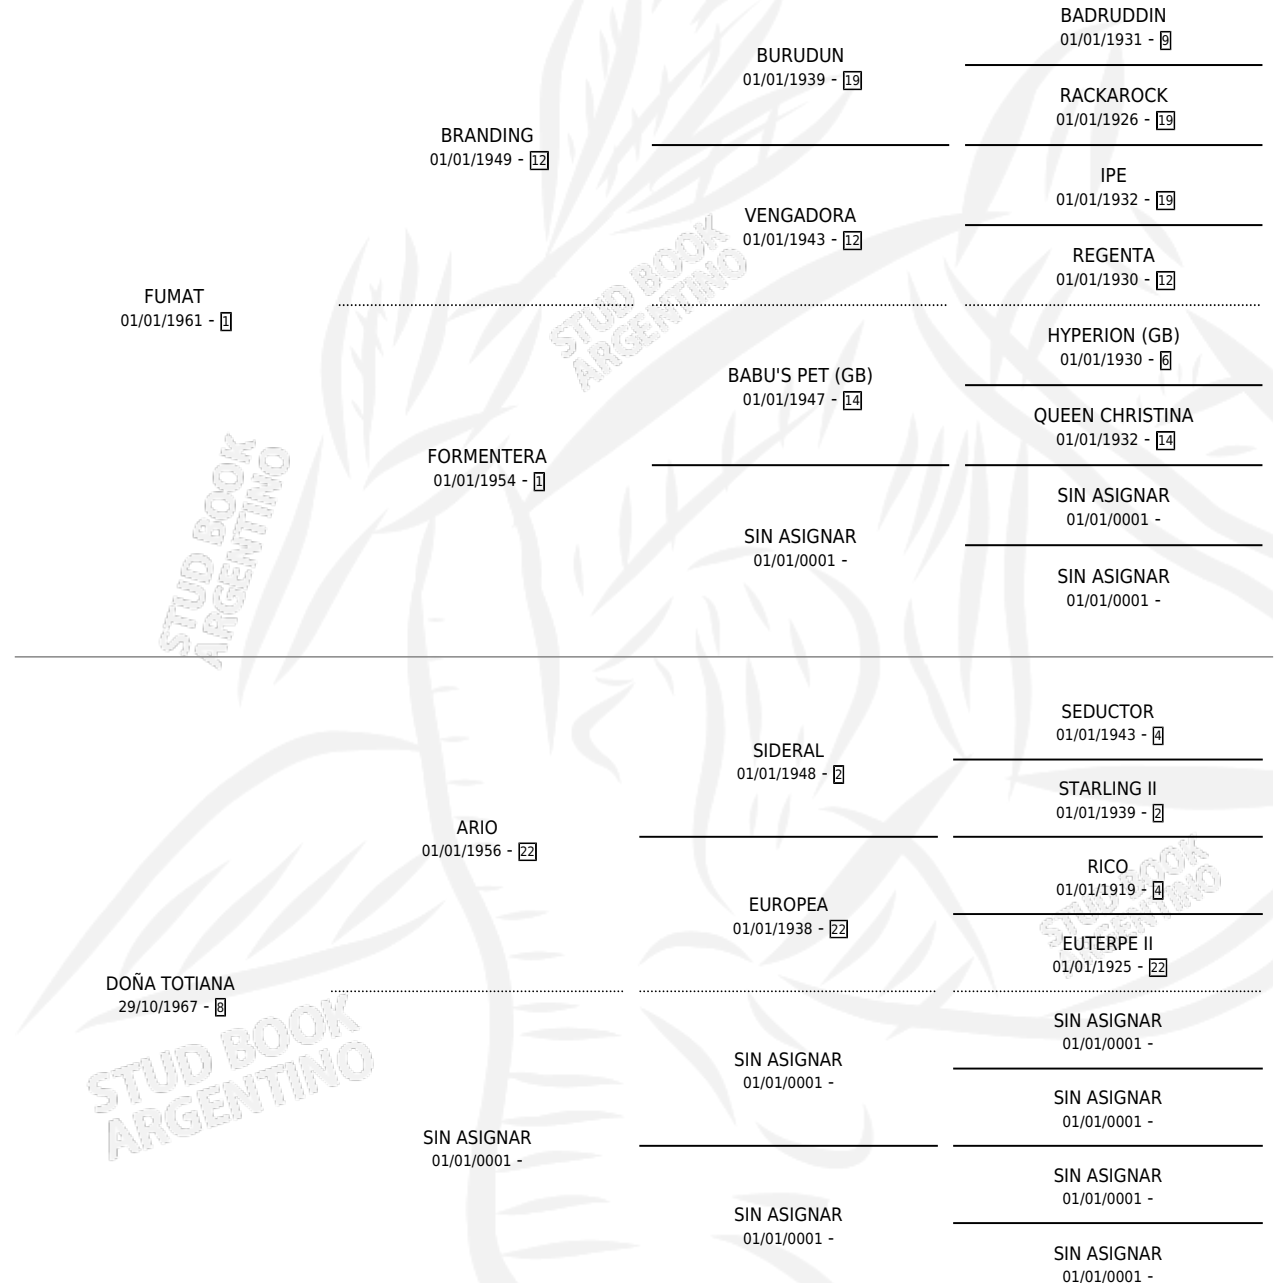 BADRUDDIN
01/01/1931 - 9
BURUDUN
01/01/1939 - 19
RACKAROCK
01/01/1926 - 19
BRANDING
01/01/1949 - 12
IPE
01/01/1932 - 19
VENGADORA
01/01/1943 - 12
REGENTA
01/01/1930 - 12
FUMAT
01/01/1961 - 1
HYPERION (GB)
01/01/1930 - 6
BABU'S PET (GB)
01/01/1947 - 14
QUEEN CHRISTINA
01/01/1932 - 14
FORMENTERA
01/01/1954 - 1
SIN ASIGNAR
01/01/0001 -
SIN ASIGNAR
01/01/0001 -
SIN ASIGNAR
01/01/0001 -
STUD BOOK
ARGENTINO
STUD BOOK
ARGENTINO
SEDUCTOR
01/01/1943 - 4
SIDERAL
01/01/1948 - 2
STARLING II
01/01/1939 - 2
ARIO
01/01/1956 - 22
RICO
01/01/1919 - 4
EUROPEA
01/01/1938 - 22
EUTERPE II
01/01/1925 - 22
DOÑA TOTIANA
29/10/1967 - 8
SIN ASIGNAR
01/01/0001 -
SIN ASIGNAR
01/01/0001 -
SIN ASIGNAR
01/01/0001 -
SIN ASIGNAR
01/01/0001 -
SIN ASIGNAR
01/01/0001 -
SIN ASIGNAR
01/01/0001 -
SIN ASIGNAR
01/01/0001 -
STUD BOOK
ARGENTINO
STUD BOOK
ARGENTINO